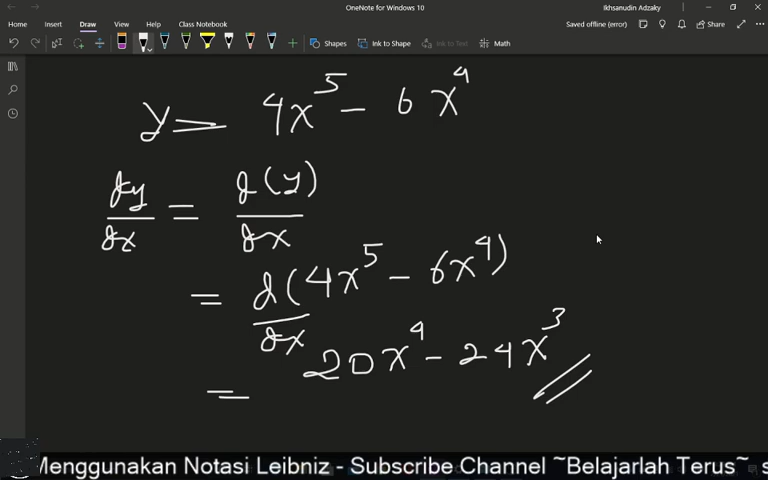 OneNote for Windows 10
Ikhsanudin Adzaky
Home Insert Draw View Help Class Notebook
Saved offline (error) Share
Shapes Ink to Shape Ink to Text Math
y = 4x⁵ - 6x⁴
dy/dx = d(y)/dx
= d(4x⁵ - 6x⁴)/dx
= 20x⁴ - 24x³
Menggunakan Notasi Leibniz - Subscribe Channel ~Belajarlah Terus~ s